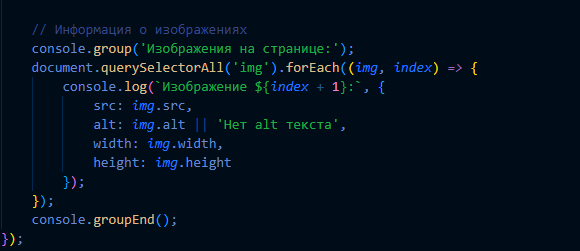 // Информация о изображениях
console.group('Изображения на странице:');
document.querySelectorAll('img').forEach((img, index) => {
console.log(`Изображение ${index + 1}:`, {
src: img.src,
alt: img.alt || 'Нет alt текста',
width: img.width,
height: img.height
});
});
console.groupEnd();
});